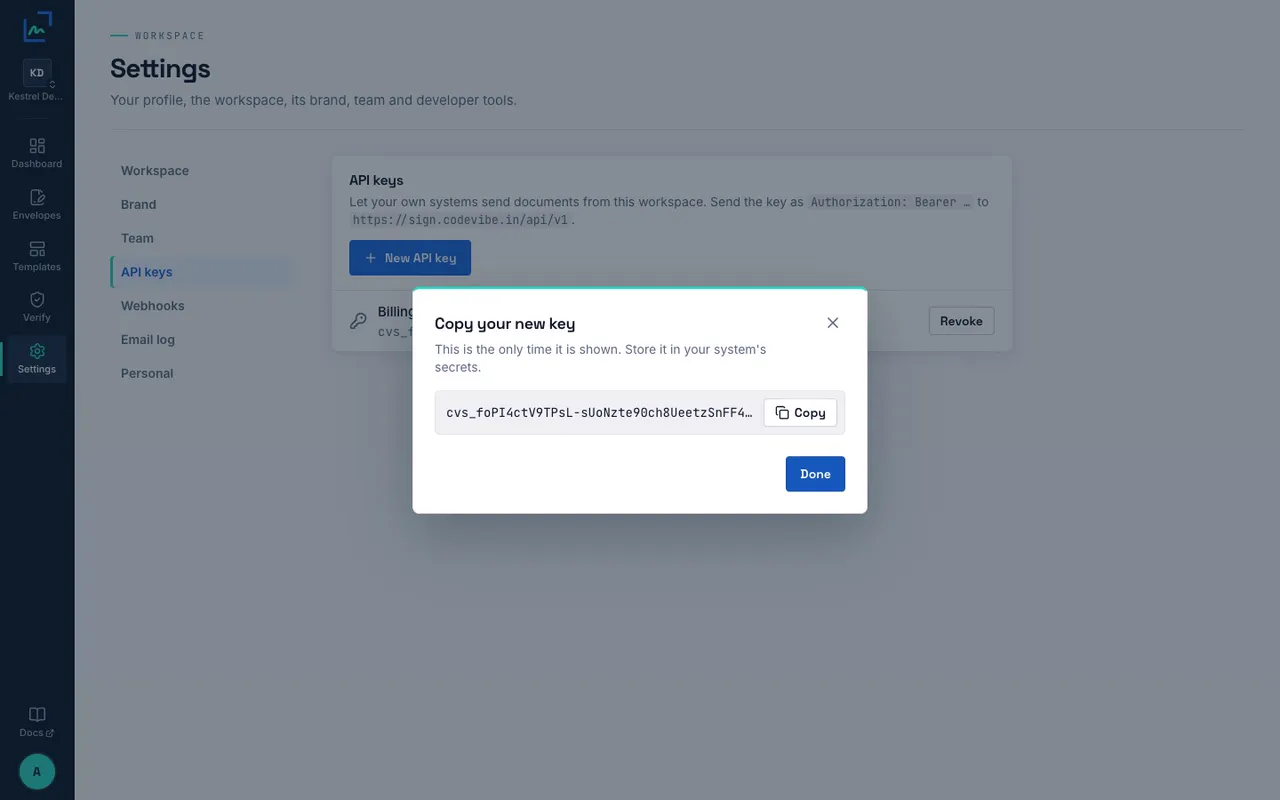 WORKSPACE
Settings
Your profile, the workspace, its brand, team and developer tools.
KD
Kestrel De...
Dashboard
Envelopes
Templates
Verify
Settings
Docs
A
Workspace
Brand
Team
API keys
Webhooks
Email log
Personal
API keys
Let your own systems send documents from this workspace. Send the key as Authorization: Bearer … to
https://sign.codevibe.in/api/v1.
+ New API key
Billing
cvs_f
Revoke
Copy your new key
This is the only time it is shown. Store it in your system's
secrets.
cvs_foPI4ctV9TPsL-sUoNzte90ch8UeetzSnFF4…
Copy
Done